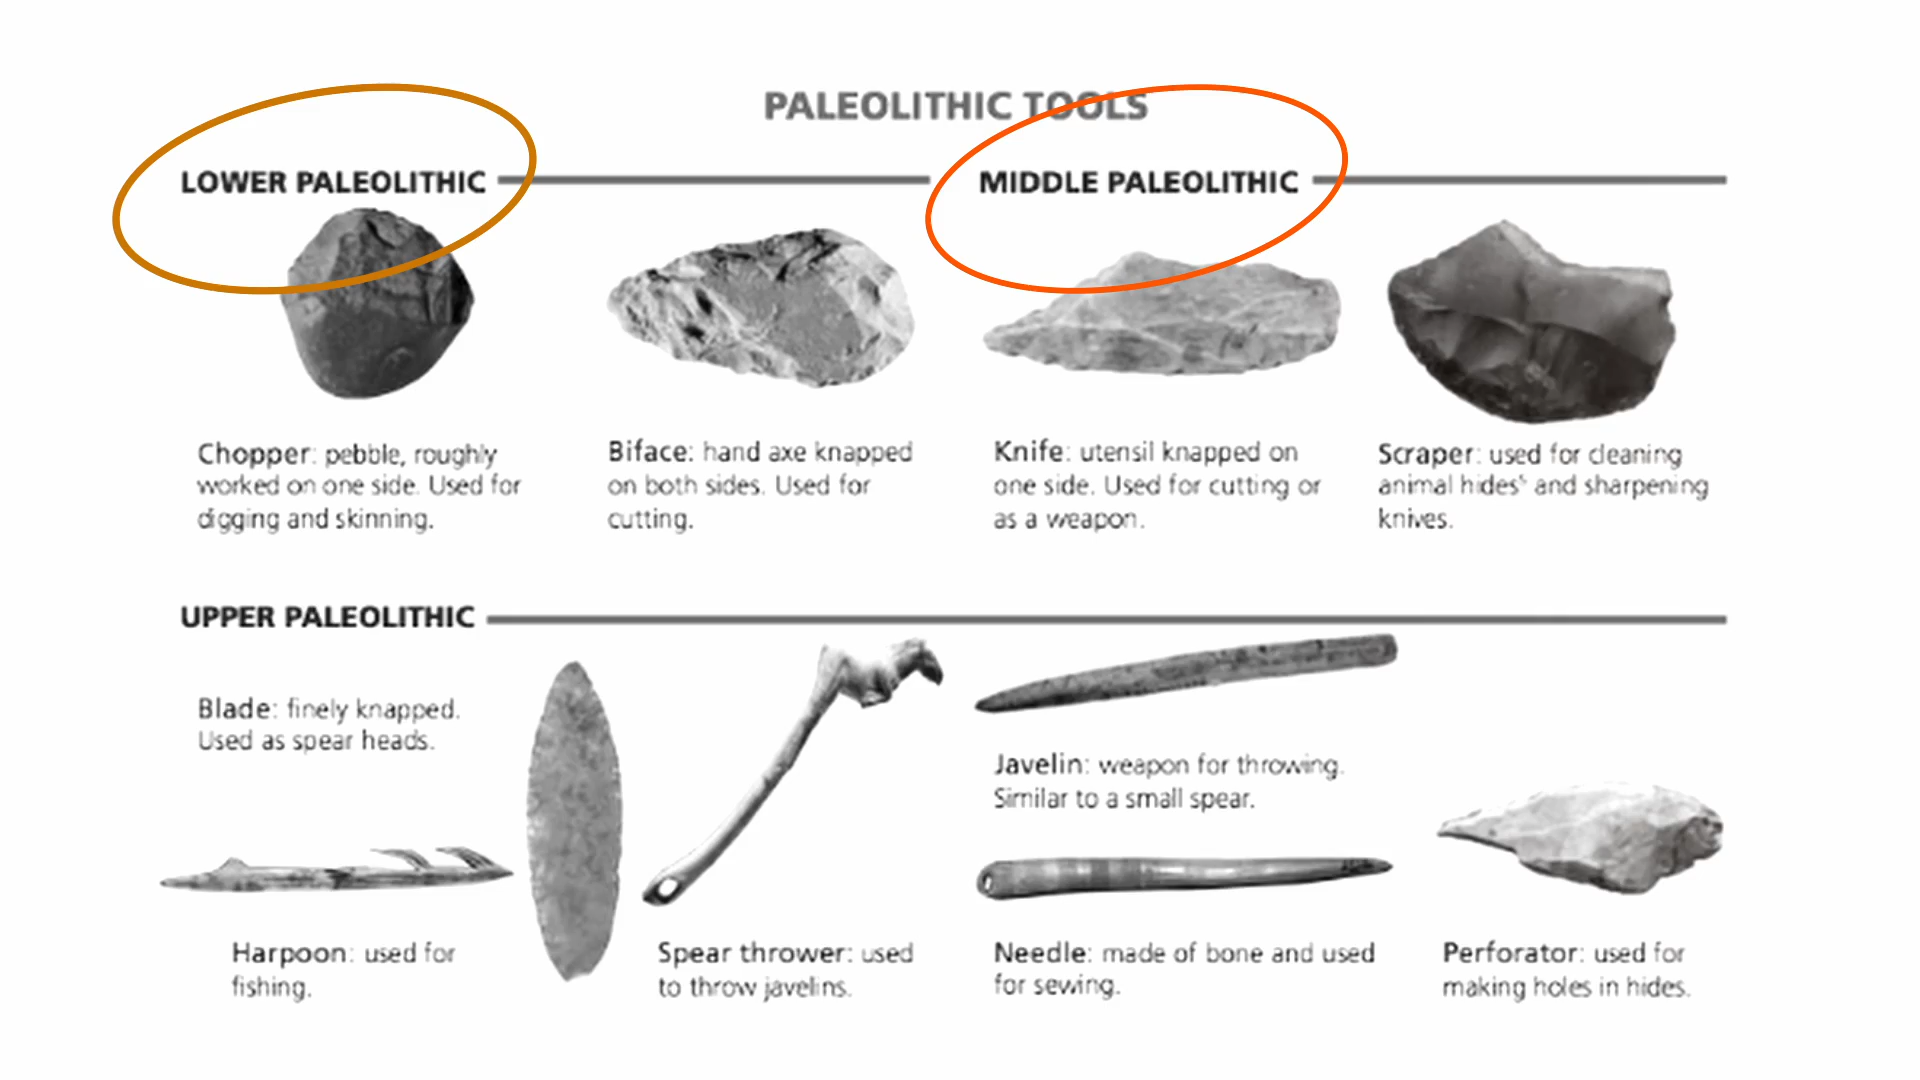 PALEOLITHIC TOOLS
LOWER PALEOLITHIC
MIDDLE PALEOLITHIC
Chopper: pebble, roughly
worked on one side. Used for
digging and skinning.
Biface: hand axe knapped
on both sides. Used for
cutting.
Knife: utensil knapped on
one side. Used for cutting or
as a weapon.
Scraper: used for cleaning
animal hides⁵ and sharpening
knives.
UPPER PALEOLITHIC
Blade: finely knapped.
Used as spear heads.
Javelin: weapon for throwing.
Similar to a small spear.
Harpoon: used for
fishing.
Spear thrower: used
to throw javelins.
Needle: made of bone and used
for sewing.
Perforator: used for
making holes in hides.